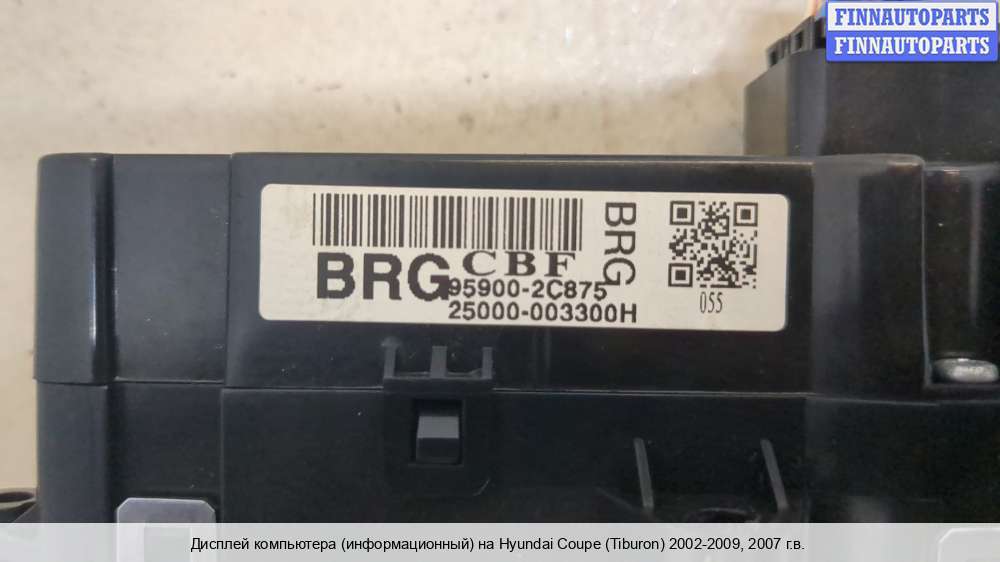 FINNAUTOPARTS
FINNAUTOPARTS
BRG
CBF
BRG
95900-2C875
25000-003300H
055
Дисплей компьютера (информационный) на Hyundai Coupe (Tiburon) 2002-2009, 2007 г.в.